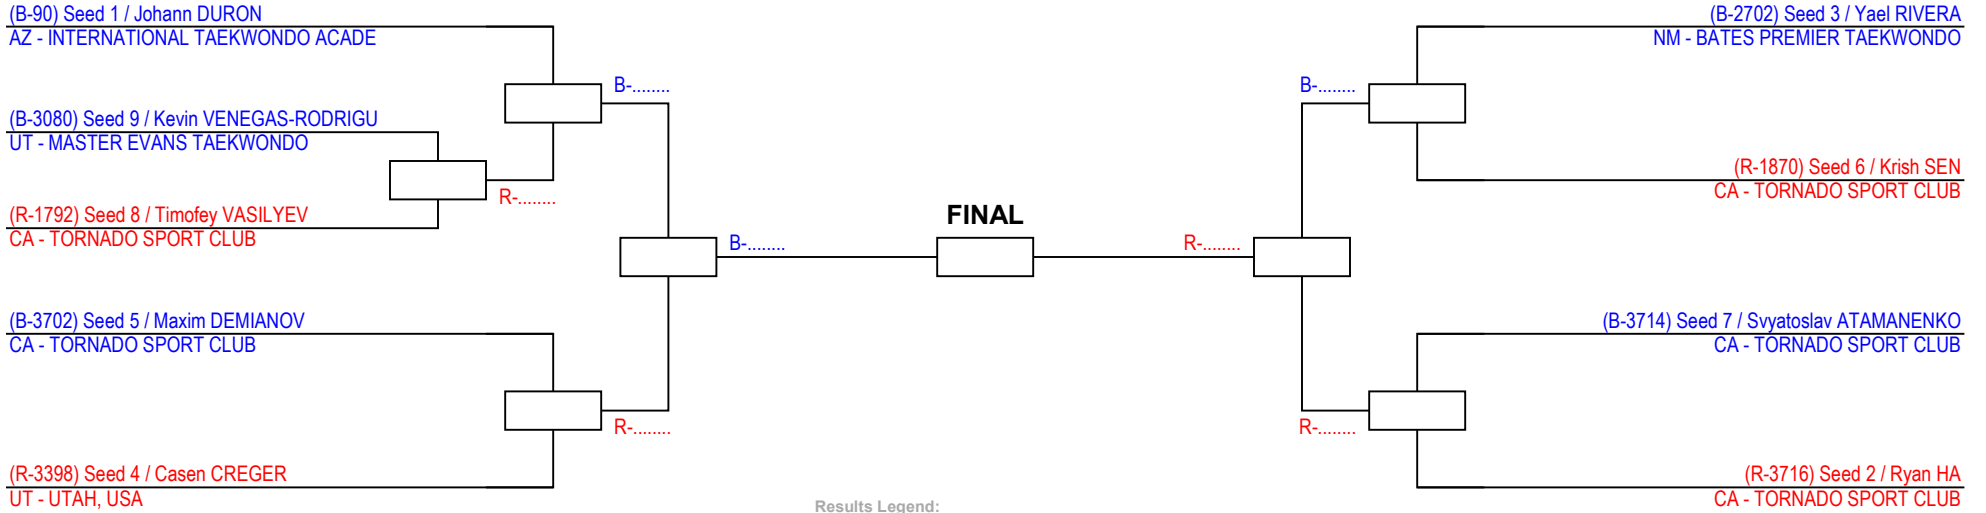 (B-90) Seed 1 / Johann DURON
AZ - INTERNATIONAL TAEKWONDO ACADE
B-........
(B-3080) Seed 9 / Kevin VENEGAS-RODRIGU
UT - MASTER EVANS TAEKWONDO
R-........
(R-1792) Seed 8 / Timofey VASILYEV
CA - TORNADO SPORT CLUB
B-........
(B-3702) Seed 5 / Maxim DEMIANOV
CA - TORNADO SPORT CLUB
R-........
(R-3398) Seed 4 / Casen CREGER
UT - UTAH, USA
FINAL
(B-2702) Seed 3 / Yael RIVERA
NM - BATES PREMIER TAEKWONDO
B-........
(R-1870) Seed 6 / Krish SEN
CA - TORNADO SPORT CLUB
R-........
(B-3714) Seed 7 / Svyatoslav ATAMANENKO
CA - TORNADO SPORT CLUB
R-........
(R-3716) Seed 2 / Ryan HA
CA - TORNADO SPORT CLUB
Results Legend: